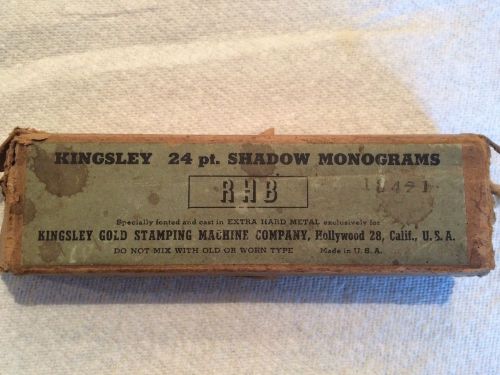 KINGSLEY 24 pt. SHADOW MONOGRAMS
RHB
Specially fonted and cast in EXTRA HARD METAL exclusively for
KINGSLEY GOLD STAMPING MACHINE COMPANY, Hollywood 28, Calif., U. S. A.
DO NOT MIX WITH OLD OR WORN TYPE Made in U. S. A.